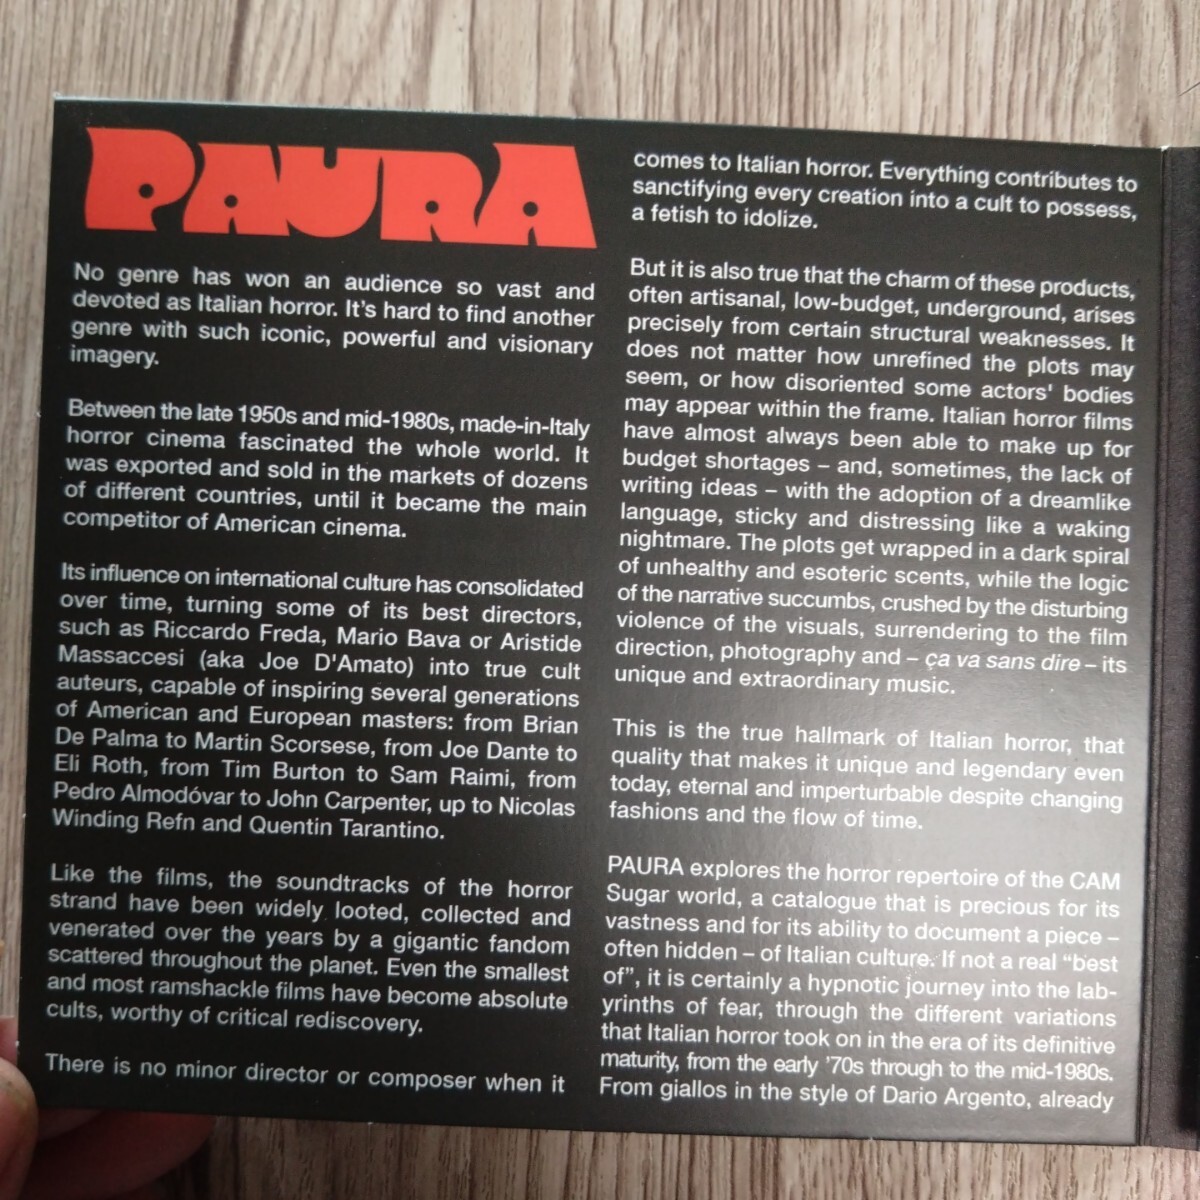 PAURA
No genre has won an audience so vast and
devoted as Italian horror. It's hard to find another
genre with such iconic, powerful and visionary
imagery.
Between the late 1950s and mid-1980s, made-in-Italy
horror cinema fascinated the whole world. It
was exported and sold in the markets of dozens
of different countries, until it became the main
competitor of American cinema.
Its influence on international culture has consolidated
over time, turning some of its best directors,
such as Riccardo Freda, Mario Bava or Aristide
Massaccesi (aka Joe D'Amato) into true cult
auteurs, capable of inspiring several generations
of American and European masters: from Brian
De Palma to Martin Scorsese, from Joe Dante to
Eli Roth, from Tim Burton to Sam Raimi, from
Pedro Almodóvar to John Carpenter, up to Nicolas
Winding Refn and Quentin Tarantino.
Like the films, the soundtracks of the horror
strand have been widely looted, collected and
venerated over the years by a gigantic fandom
scattered throughout the planet. Even the smallest
and most ramshackle films have become absolute
cults, worthy of critical rediscovery.
There is no minor director or composer when it
comes to Italian horror. Everything contributes to
sanctifying every creation into a cult to possess,
a fetish to idolize.
But it is also true that the charm of these products,
often artisanal, low-budget, underground, arises
precisely from certain structural weaknesses. It
does not matter how unrefined the plots may
seem, or how disoriented some actors' bodies
may appear within the frame. Italian horror films
have almost always been able to make up for
budget shortages – and, sometimes, the lack of
writing ideas – with the adoption of a dreamlike
language, sticky and distressing like a waking
nightmare. The plots get wrapped in a dark spiral
of unhealthy and esoteric scents, while the logic
of the narrative succumbs, crushed by the disturbing
violence of the visuals, surrendering to the film
direction, photography and – ça va sans dire – its
unique and extraordinary music.
This is the true hallmark of Italian horror, that
quality that makes it unique and legendary even
today, eternal and imperturbable despite changing
fashions and the flow of time.
PAURA explores the horror repertoire of the CAM
Sugar world, a catalogue that is precious for its
vastness and for its ability to document a piece –
often hidden – of Italian culture. If not a real “best
of”, it is certainly a hypnotic journey into the lab-
yrinths of fear, through the different variations
that Italian horror took on in the era of its definitive
maturity, from the early '70s through to the mid-1980s.
From giallos in the style of Dario Argento, already